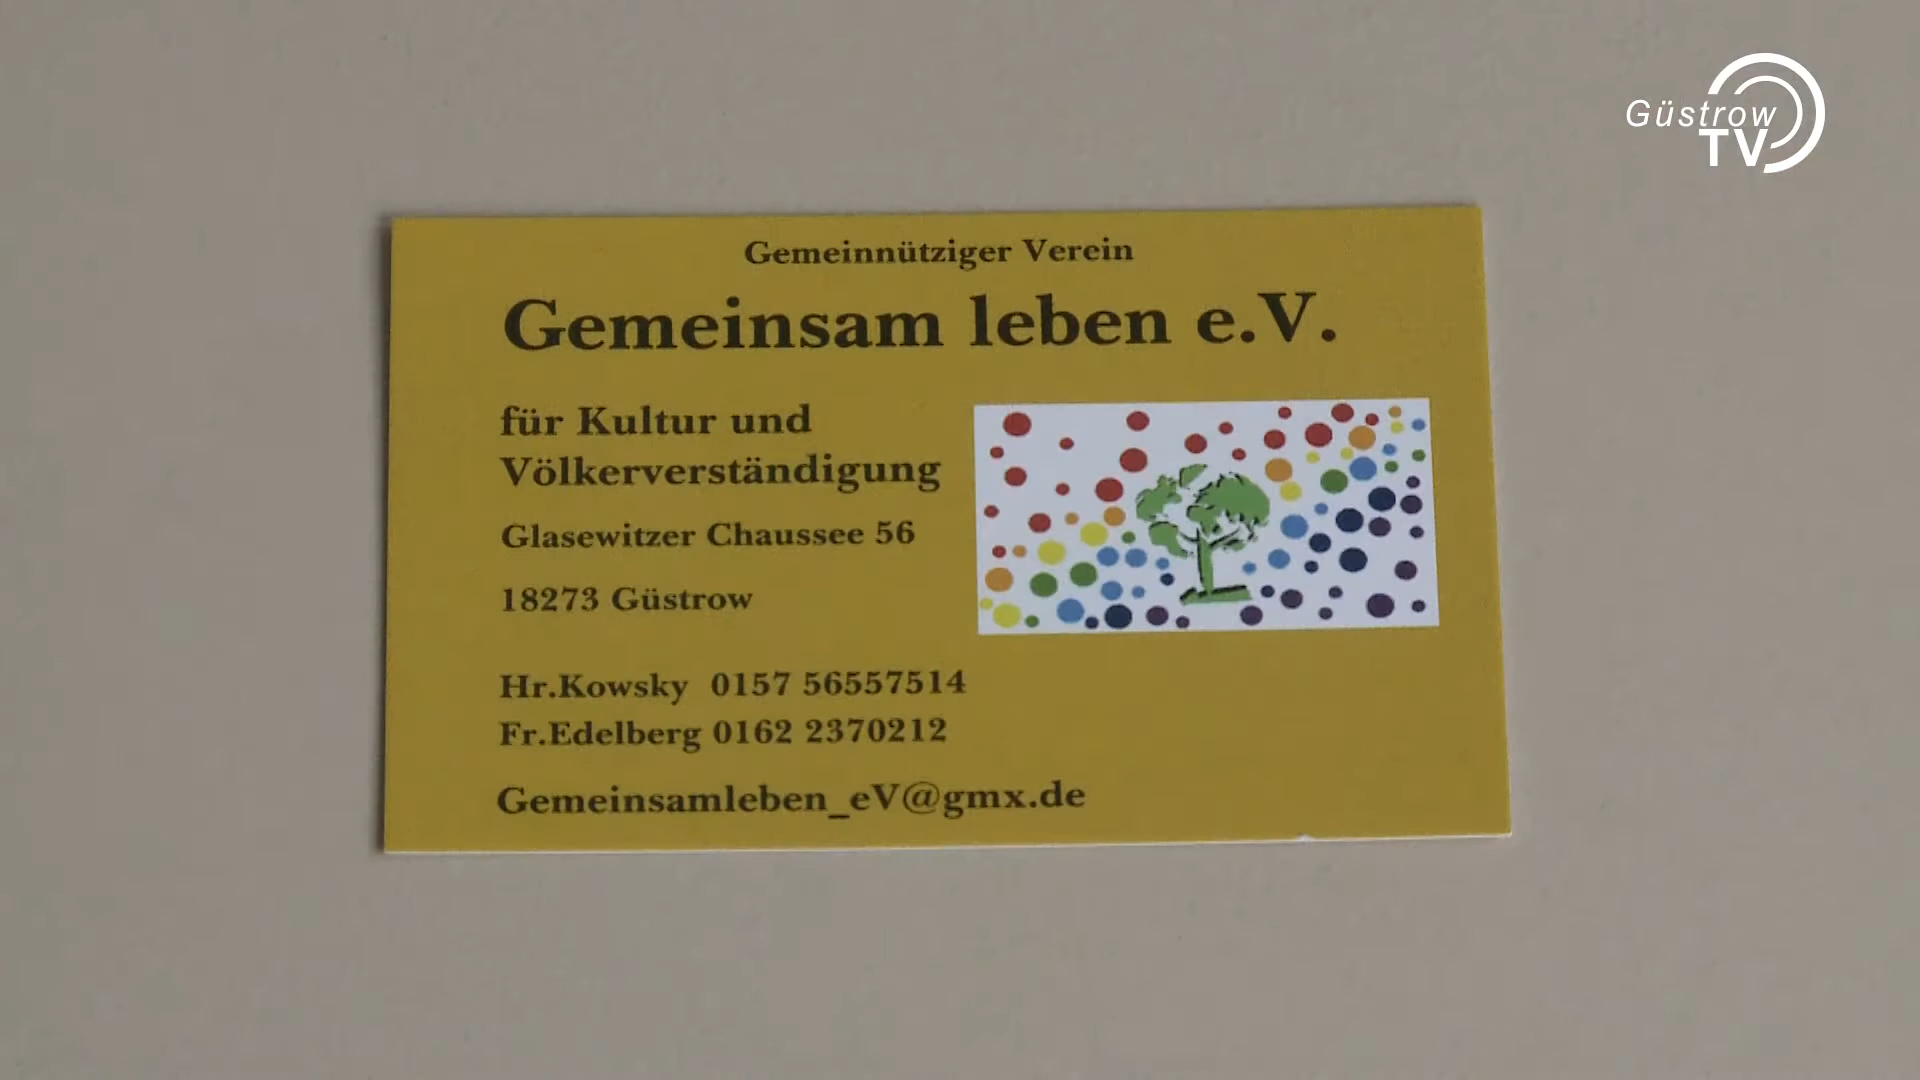 Güstrow
TV
Gemeinnütziger Verein
Gemeinsam leben e.V.
für Kultur und
Völkerverständigung
Glasewitzer Chaussee 56
18273 Güstrow
Hr.Kowsky 0157 56557514
Fr.Edelberg 0162 2370212
Gemeinsamleben_eV@gmx.de